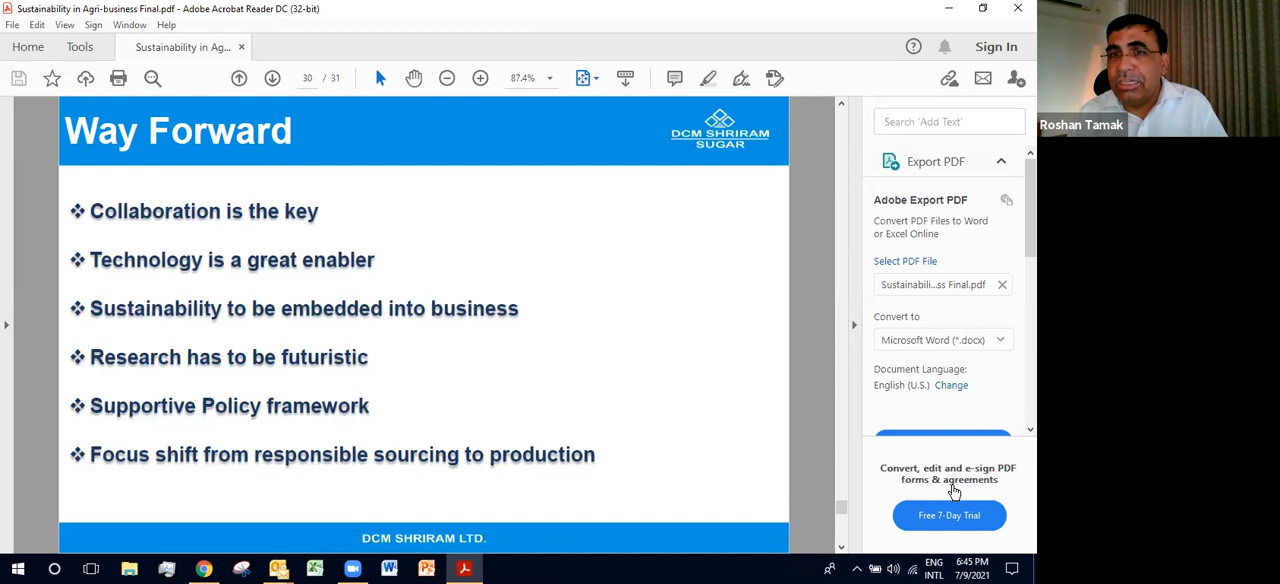 Sustainability in Agri-business Final.pdf - Adobe Acrobat Reader DC (32-bit)
File Edit View Sign Window Help
Home Tools Sustainability in Ag... × Sign In
30 / 31 87.4%
Way Forward
DCM SHRIRAM
SUGAR
Collaboration is the key
Technology is a great enabler
Sustainability to be embedded into business
Research has to be futuristic
Supportive Policy framework
Focus shift from responsible sourcing to production
DCM SHRIRAM LTD.
Search 'Add Text'
Export PDF
Adobe Export PDF
Convert PDF Files to Word
or Excel Online
Select PDF File
Sustainabili...ss Final.pdf
Convert to
Microsoft Word (*.docx)
Document Language:
English (U.S.) Change
Convert, edit and e-sign PDF
forms & agreements
Free 7-Day Trial
Roshan Tamak
ENG
INTL
6:45 PM
7/9/2021